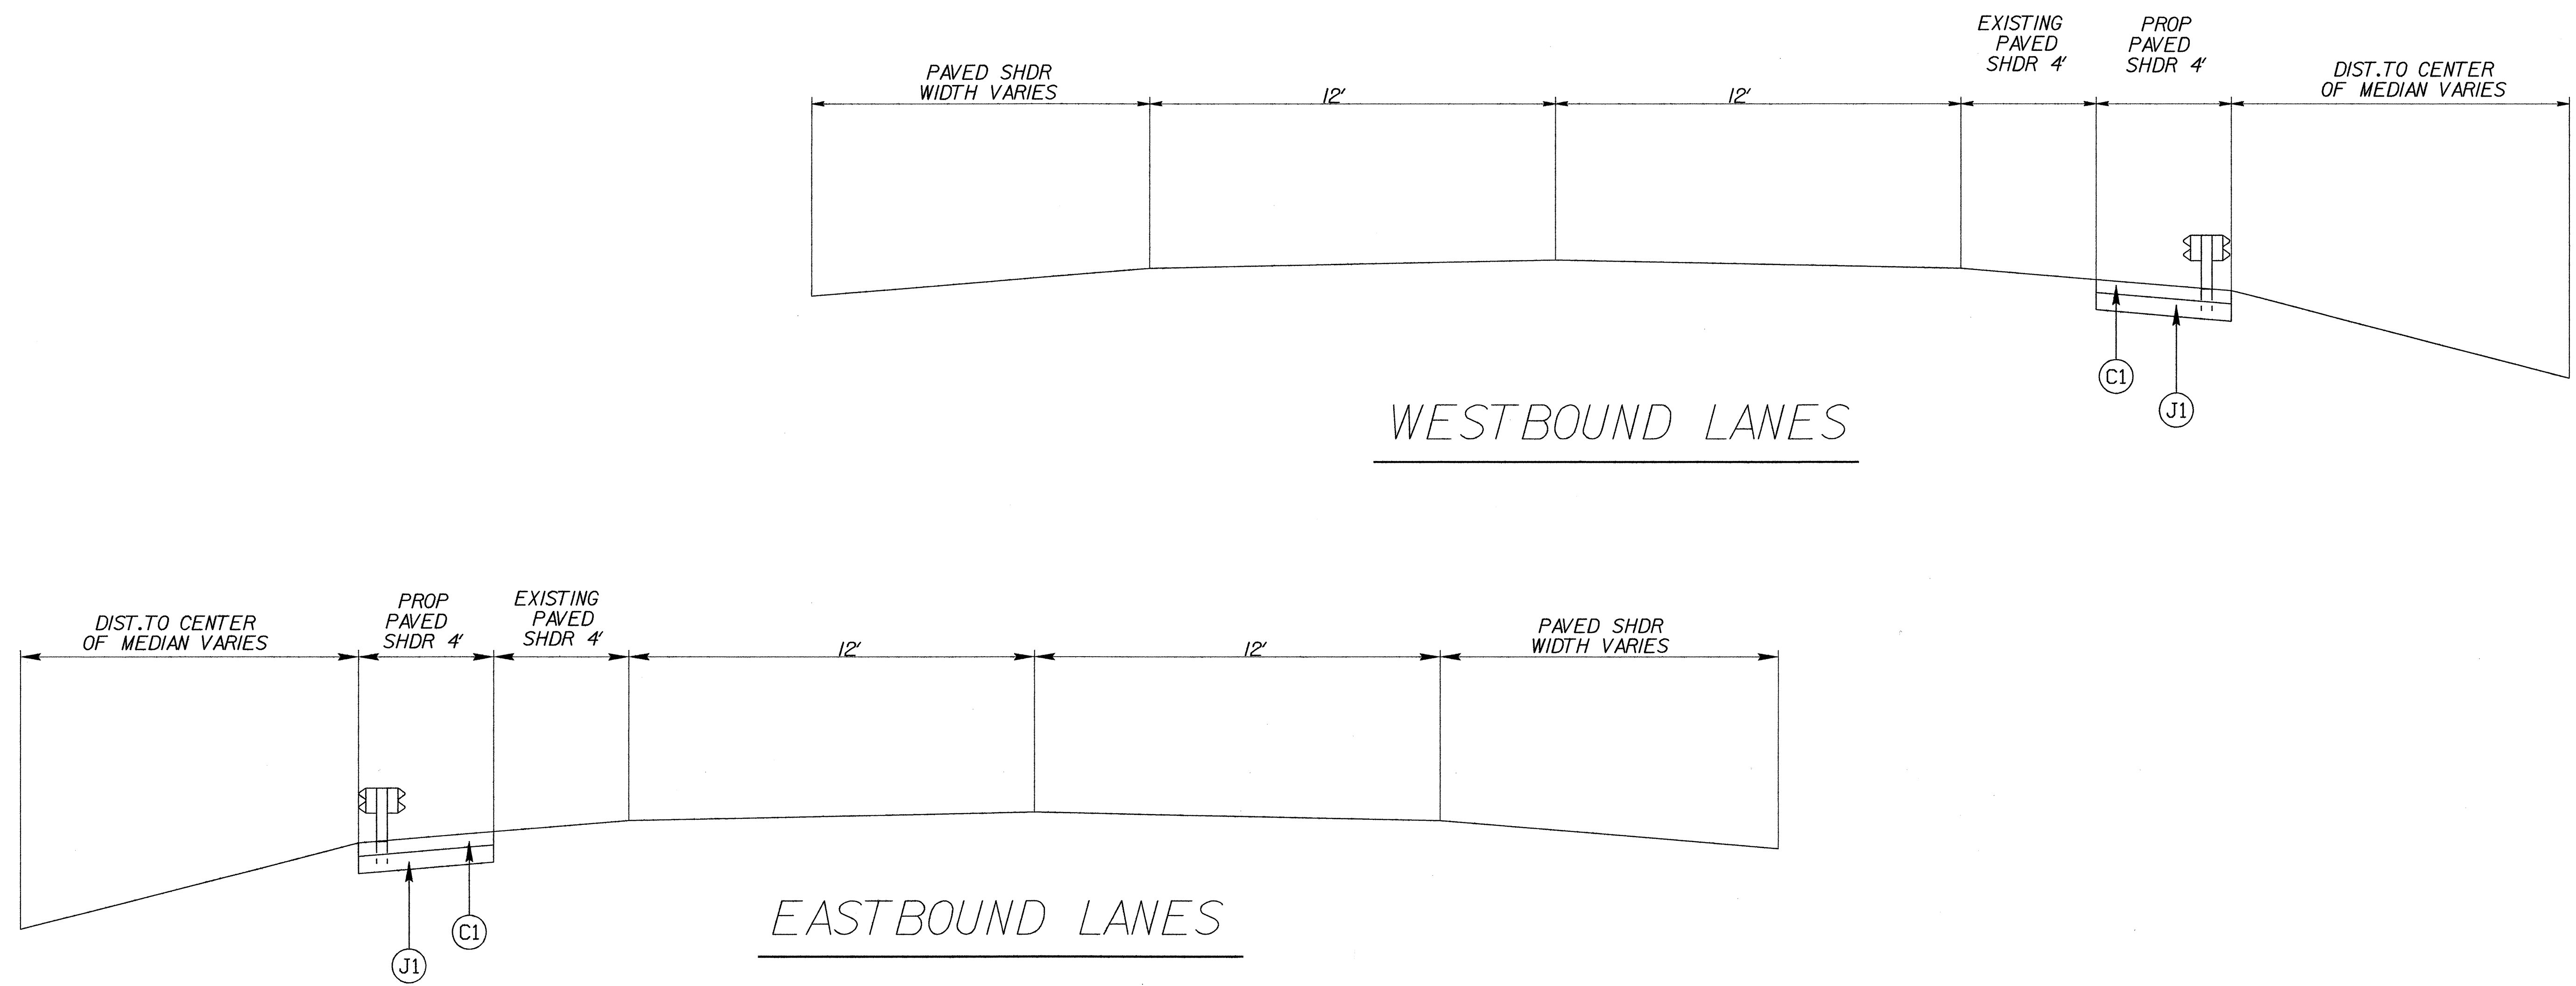 EXISTING
PAVED
SHDR 4'
PROP
PAVED
SHDR 4'
PAVED SHDR
WIDTH VARIES
12'
12'
DIST.TO CENTER
OF MEDIAN VARIES
C1
J1
WESTBOUND LANES
DIST.TO CENTER
OF MEDIAN VARIES
PROP
PAVED
SHDR 4'
EXISTING
PAVED
SHDR 4'
12'
12'
PAVED SHDR
WIDTH VARIES
C1
J1
EASTBOUND LANES